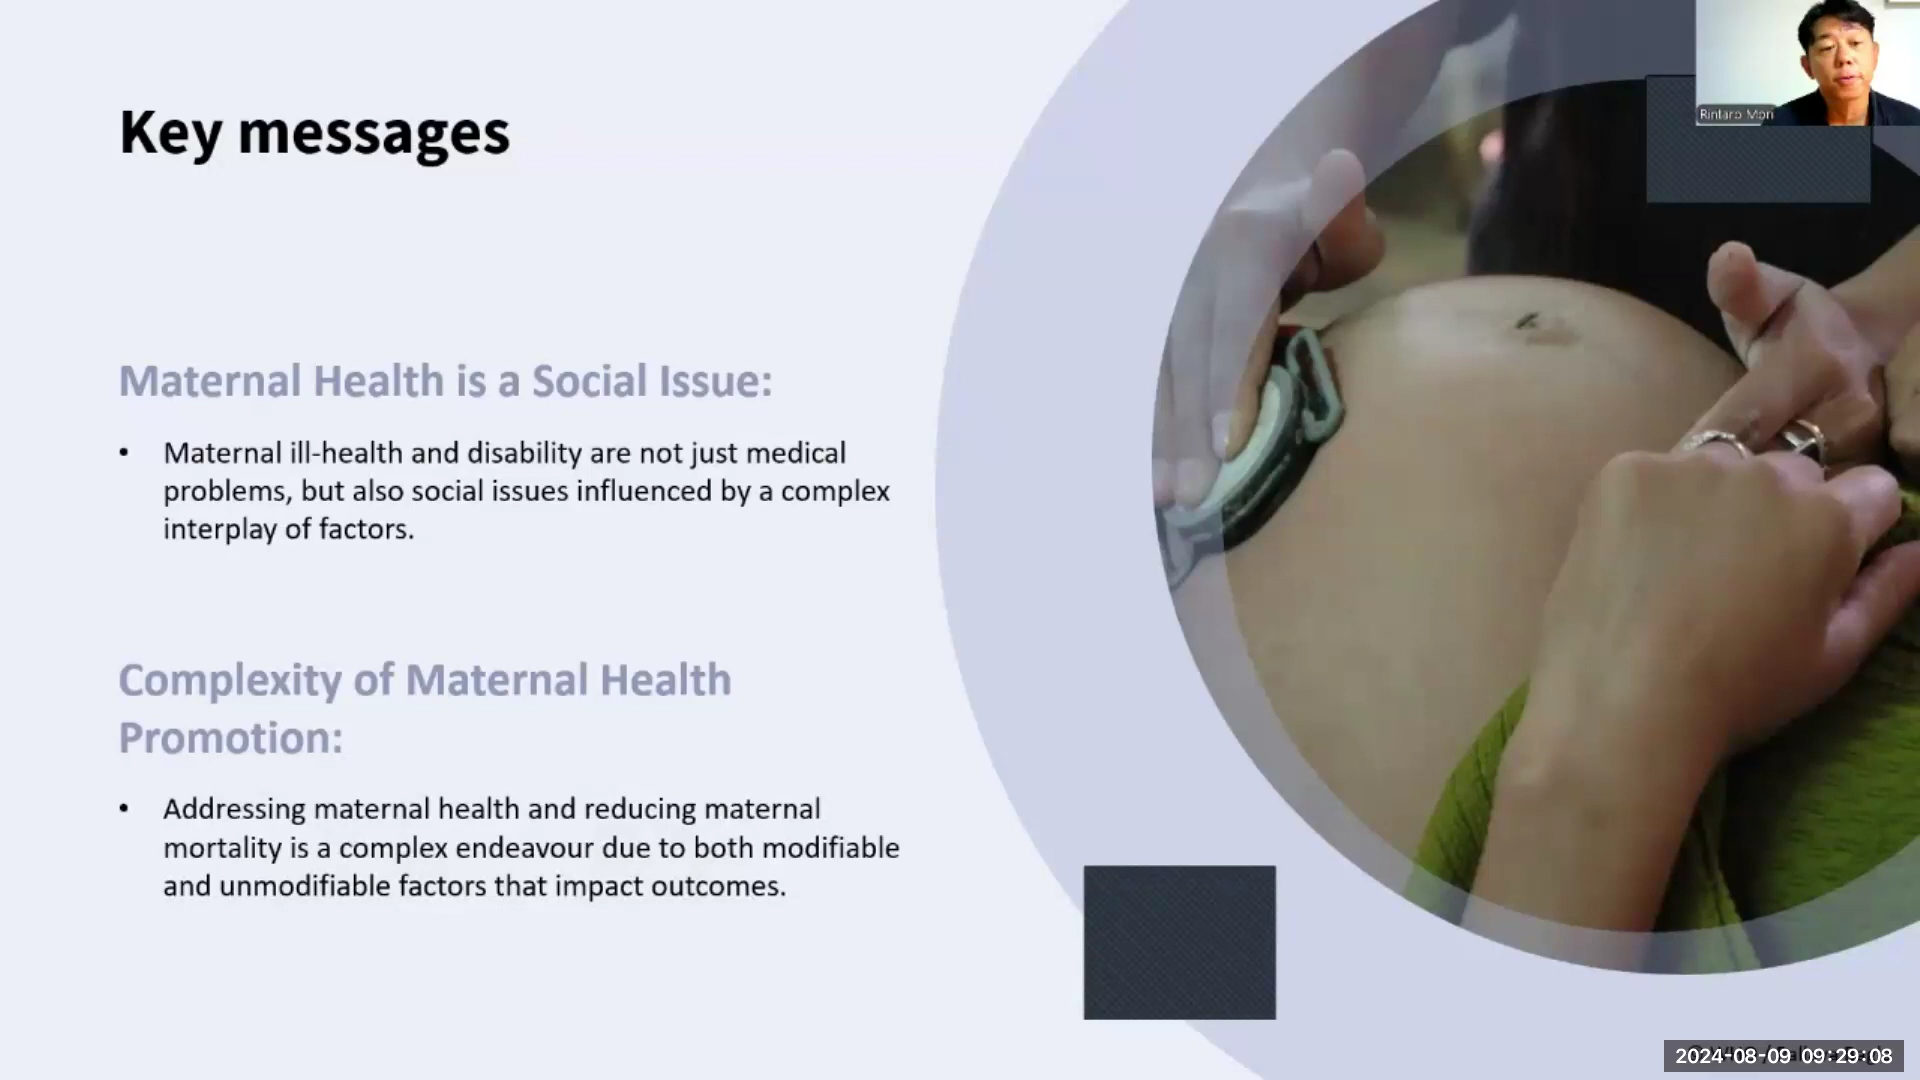 Key messages
Rintaro Mori
Maternal Health is a Social Issue:
• Maternal ill-health and disability are not just medical
problems, but also social issues influenced by a complex
interplay of factors.
Complexity of Maternal Health
Promotion:
• Addressing maternal health and reducing maternal
mortality is a complex endeavour due to both modifiable
and unmodifiable factors that impact outcomes.
2024-08-09 09:29:08